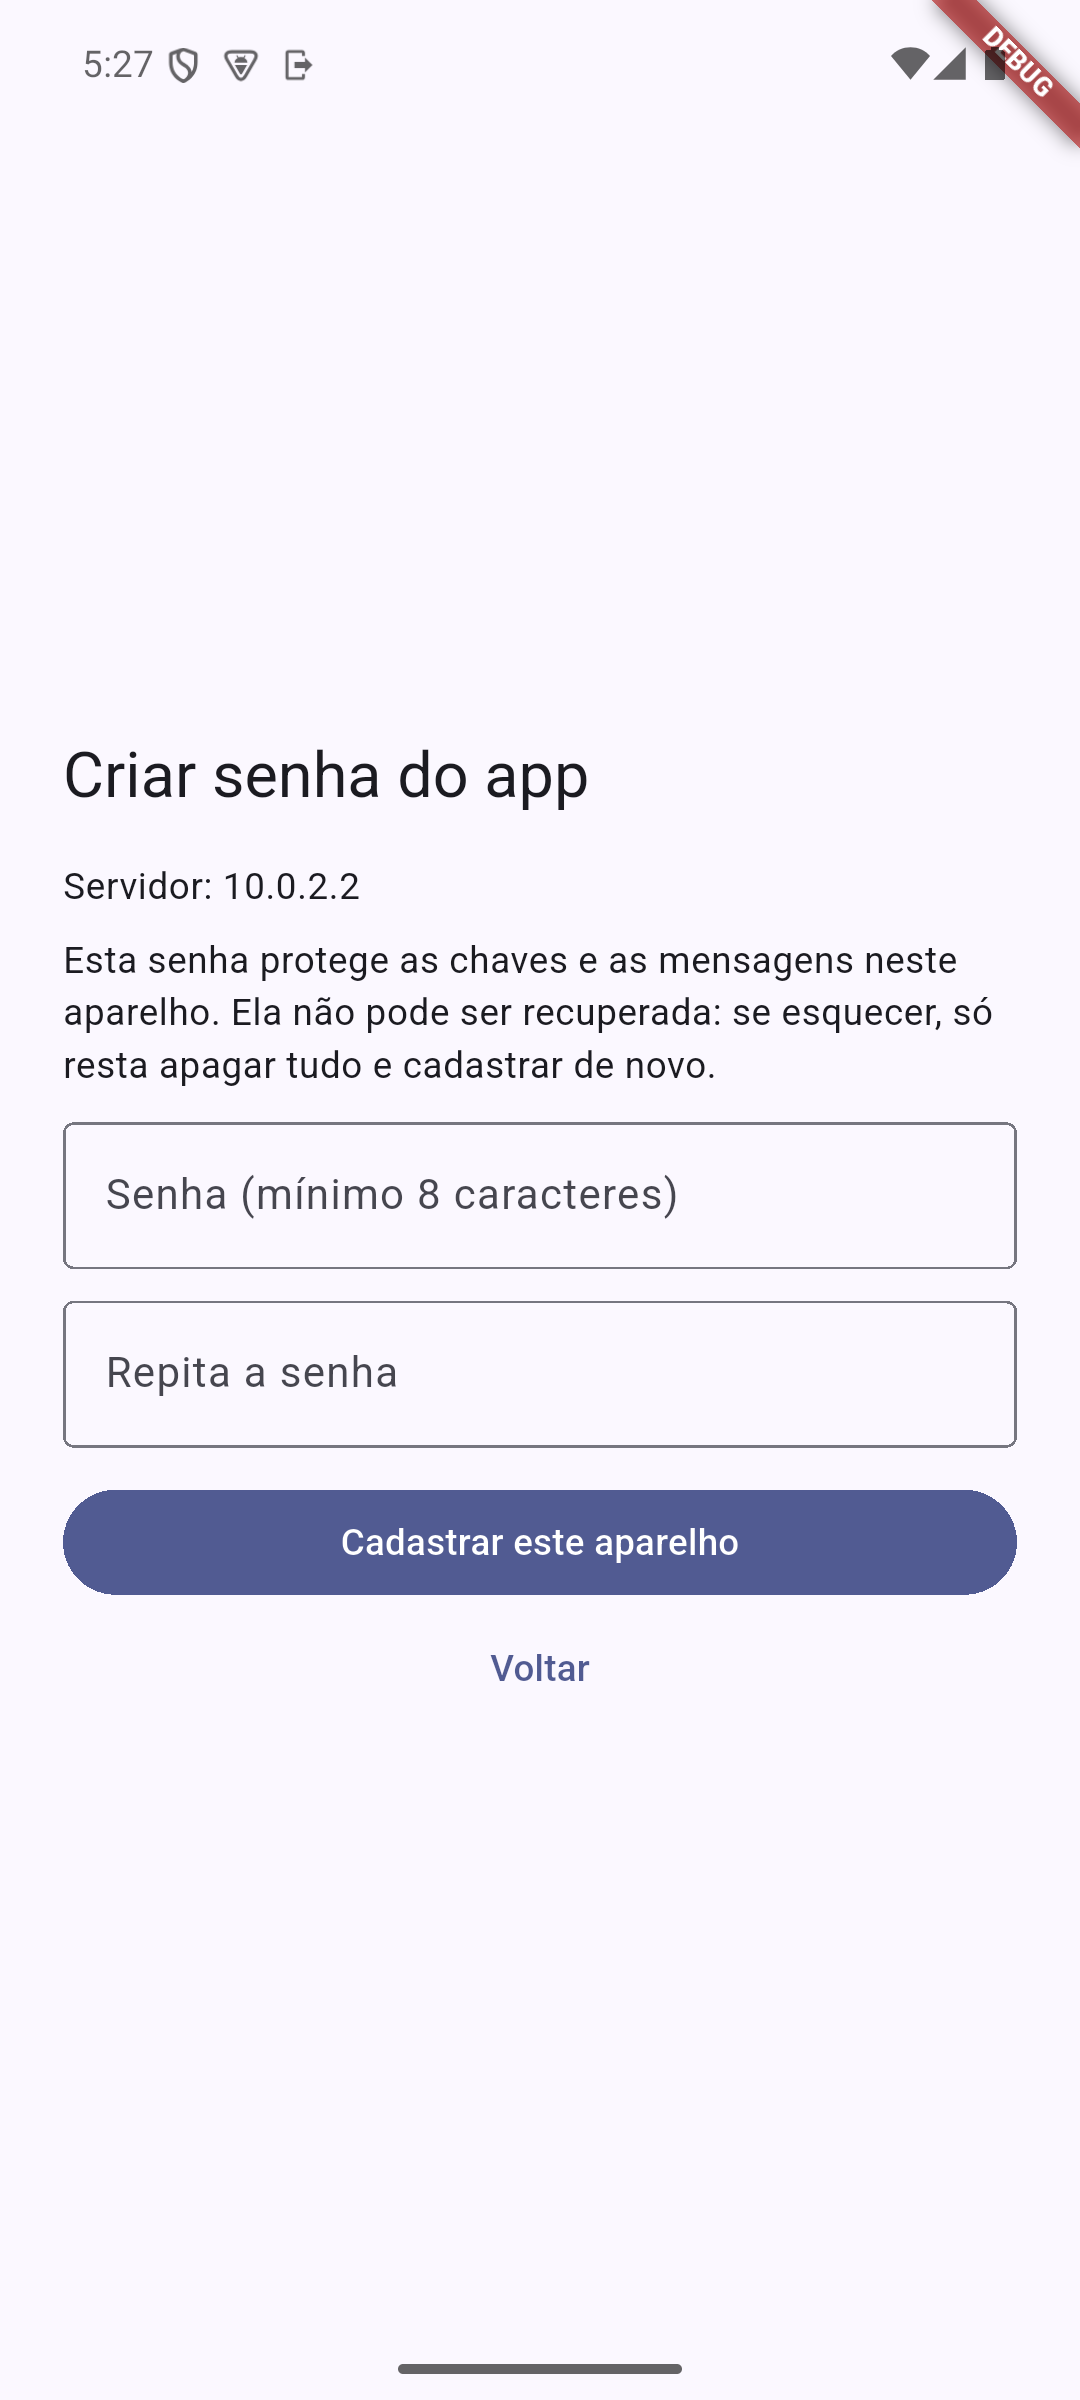 5:27
DEBUG
Criar senha do app
Servidor: 10.0.2.2
Esta senha protege as chaves e as mensagens neste
aparelho. Ela não pode ser recuperada: se esquecer, só
resta apagar tudo e cadastrar de novo.
Senha (mínimo 8 caracteres)
Repita a senha
Cadastrar este aparelho
Voltar